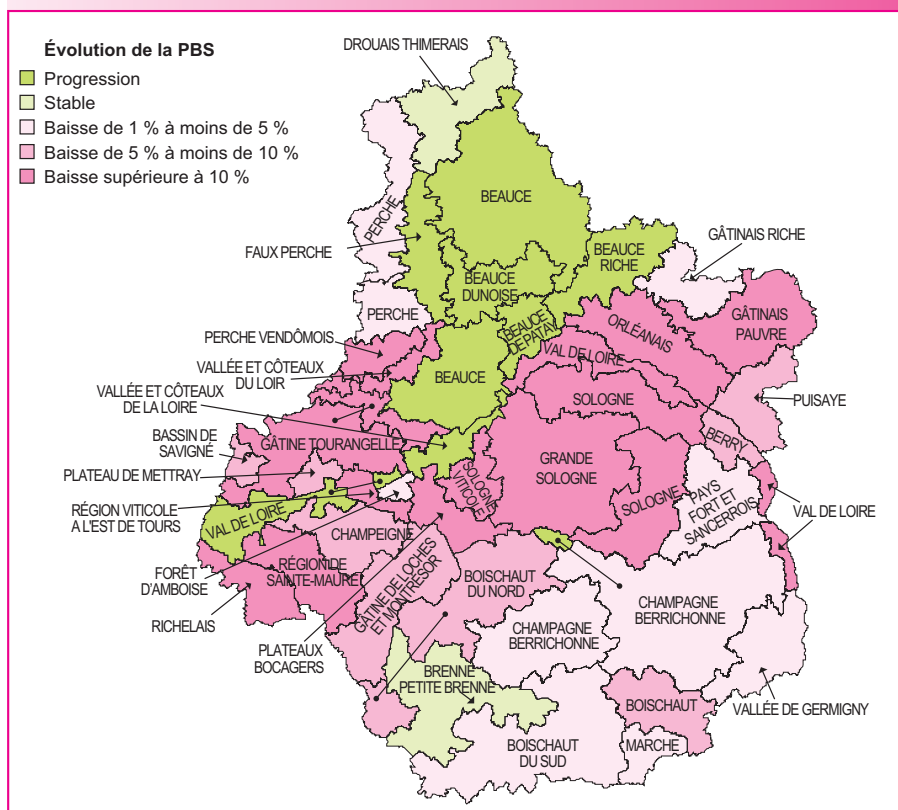 Évolution de la PBS
Progression
Stable
Baisse de 1 % à moins de 5 %
Baisse de 5 % à moins de 10 %
Baisse supérieure à 10 %
DROUAIS THIMERAIS
BEAUCE
PERCHE
FAUX PERCHE
BEAUCE
RICHE
GÂTINAIS RICHE
BEAUCE
DUNOISE
GÂTINAIS
PAUVRE
PERCHE
BEAUCE
DE PATAY
ORLÉANAIS
PERCHE VENDÔMOIS
VAL DE LOIRE
VALLÉE ET CÔTEAUX
DU LOIR
BEAUCE
VALLÉE ET CÔTEAUX
DE LA LOIRE
SOLOGNE
PUISAYE
BASSIN DE
SAVIGNÉ
GÂTINE TOURANGELLE
BERRY
PLATEAU DE METTRAY
GRANDE
SOLOGNE
SOLOGNE
VITICOLE
SOLOGNE
PAYS
FORT ET
SANCERROIS
RÉGION VITICOLE
A L'EST DE TOURS
VAL DE LOIRE
VAL DE LOIRE
CHAMPEIGNE
FORÊT
D'AMBOISE
RÉGION DE
SAINTE-MAURE
GÂTINE DE LOCHES
ET MONTRÉSOR
BOISCHAUT
DU NORD
RICHELAIS
CHAMPAGNE
BERRICHONNE
CHAMPAGNE
BERRICHONNE
PLATEAUX
BOCAGERS
BRENNE
PETITE BRENNE
BOISCHAUT
VALLÉE DE GERMIGNY
BOISCHAUT
DU SUD
MARCHE